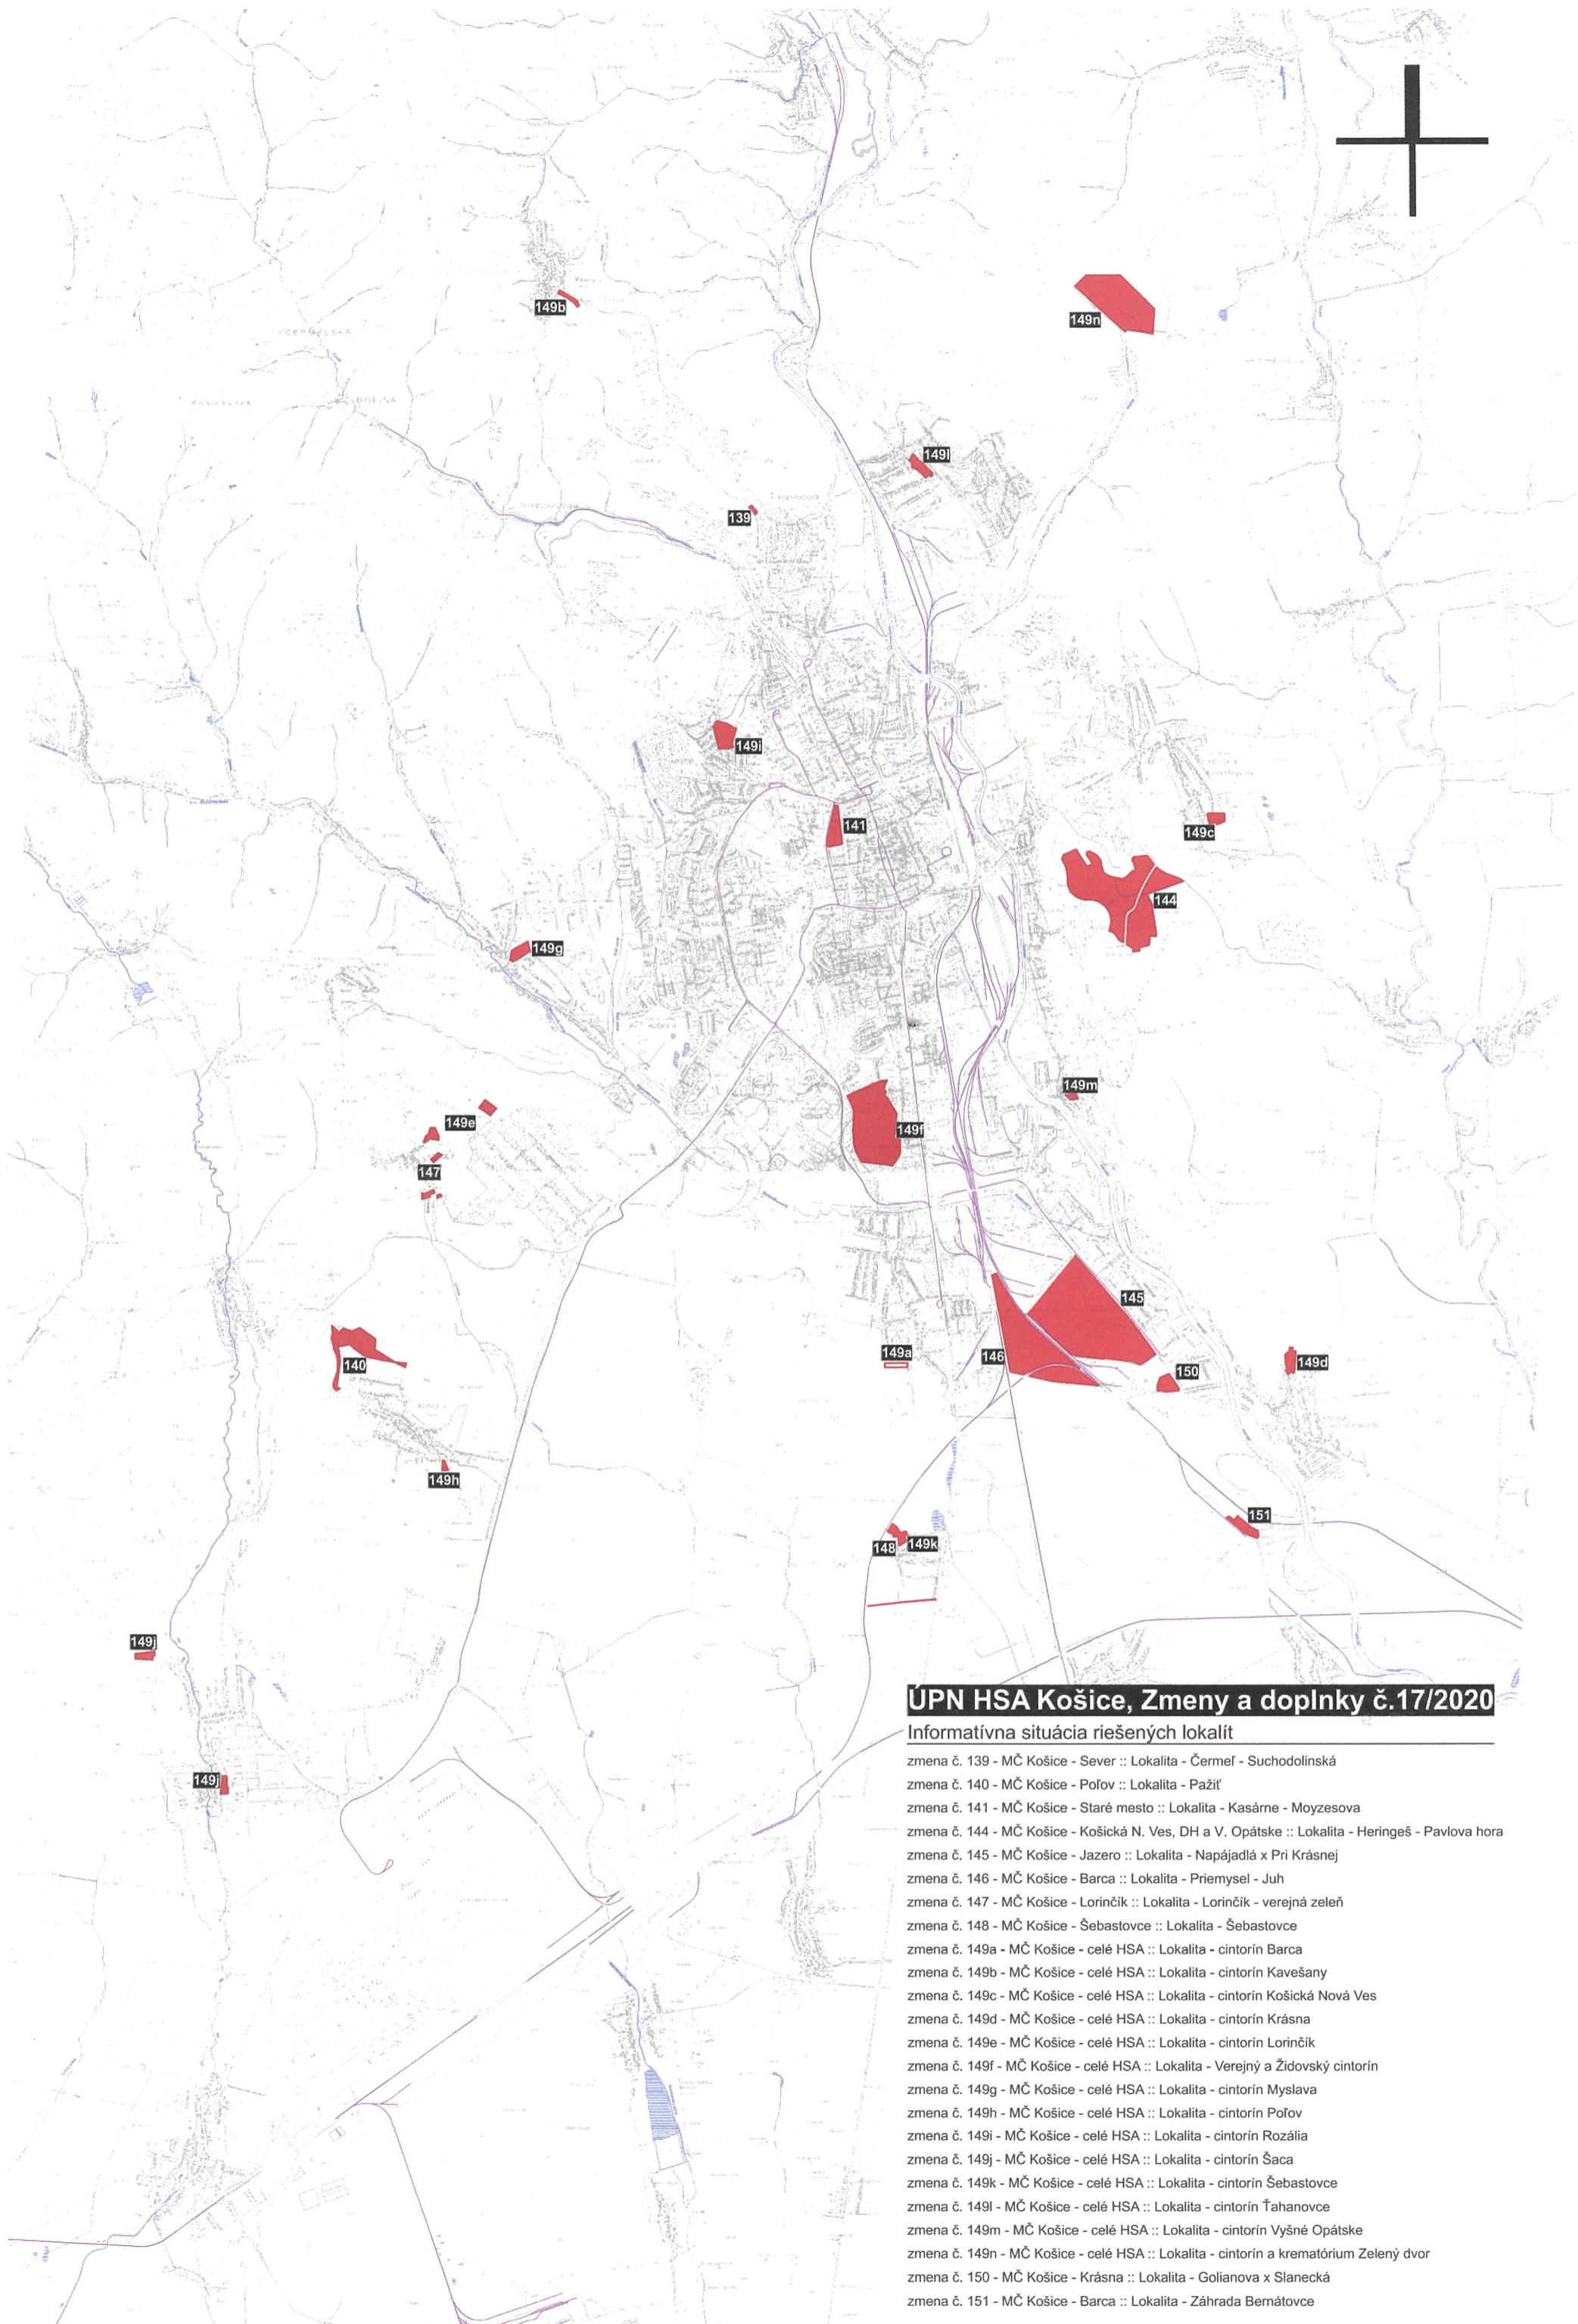 149b
149n
149l
139
149i
141
149c
144
149g
149m
149e
149f
147
145
149a
146
149d
140
150
149h
151
148
149k
149j
149j
DOLINA
ÚPN HSA Košice, Zmeny a doplnky č.17/2020
Informatívna situácia riešených lokalít
zmena č. 139 - MČ Košice - Sever :: Lokalita - Čermeľ - Suchodolinská
zmena č. 140 - MČ Košice - Poľov :: Lokalita - Pažiť
zmena č. 141 - MČ Košice - Staré mesto :: Lokalita - Kasárne - Moyzesova
zmena č. 144 - MČ Košice - Košická N. Ves, DH a V. Opátske :: Lokalita - Heringeš - Pavlova hora
zmena č. 145 - MČ Košice - Jazero :: Lokalita - Napájadlá x Pri Krásnej
zmena č. 146 - MČ Košice - Barca :: Lokalita - Priemysel - Juh
zmena č. 147 - MČ Košice - Lorinčík :: Lokalita - Lorinčík - verejná zeleň
zmena č. 148 - MČ Košice - Šebastovce :: Lokalita - Šebastovce
zmena č. 149a - MČ Košice - celé HSA :: Lokalita - cintorín Barca
zmena č. 149b - MČ Košice - celé HSA :: Lokalita - cintorín Kavešany
zmena č. 149c - MČ Košice - celé HSA :: Lokalita - cintorín Košická Nová Ves
zmena č. 149d - MČ Košice - celé HSA :: Lokalita - cintorín Krásna
zmena č. 149e - MČ Košice - celé HSA :: Lokalita - cintorín Lorinčík
zmena č. 149f - MČ Košice - celé HSA :: Lokalita - Verejný a Židovský cintorín
zmena č. 149g - MČ Košice - celé HSA :: Lokalita - cintorín Myslava
zmena č. 149h - MČ Košice - celé HSA :: Lokalita - cintorín Poľov
zmena č. 149i - MČ Košice - celé HSA :: Lokalita - cintorín Rozália
zmena č. 149j - MČ Košice - celé HSA :: Lokalita - cintorín Šaca
zmena č. 149k - MČ Košice - celé HSA :: Lokalita - cintorín Šebastovce
zmena č. 149l - MČ Košice - celé HSA :: Lokalita - cintorín Ťahanovce
zmena č. 149m - MČ Košice - celé HSA :: Lokalita - cintorín Vyšné Opátske
zmena č. 149n - MČ Košice - celé HSA :: Lokalita - cintorín a krematórium Zelený dvor
zmena č. 150 - MČ Košice - Krásna :: Lokalita - Golianova x Slanecká
zmena č. 151 - MČ Košice - Barca :: Lokalita - Záhrada Bernátovce